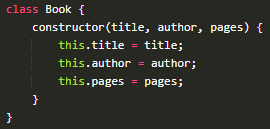 class Book {
    constructor(title, author, pages) {
        this.title = title;
        this.author = author;
        this.pages = pages;
    }
}